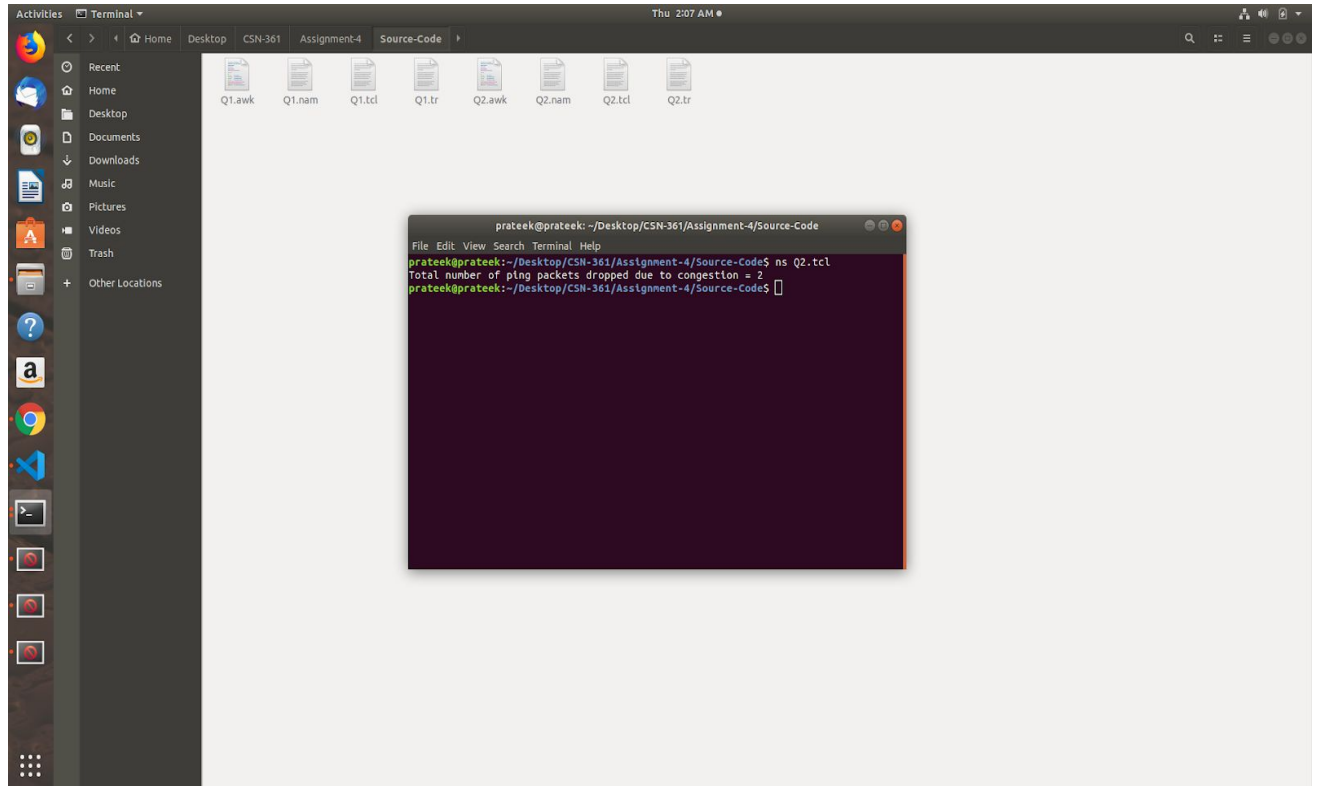 Activities Terminal Thu 2:07 AM
Home Desktop CSN-361 Assignment-4 Source-Code
Recent
Home
Desktop
Documents
Downloads
Music
Pictures
Videos
Trash
+ Other Locations
Q1.awk Q1.nam Q1.tcl Q1.tr Q2.awk Q2.nam Q2.tcl Q2.tr
prateek@prateek: ~/Desktop/CSN-361/Assignment-4/Source-Code
File Edit View Search Terminal Help
prateek@prateek:~/Desktop/CSN-361/Assignment-4/Source-Code$ ns Q2.tcl
Total number of ping packets dropped due to congestion = 2
prateek@prateek:~/Desktop/CSN-361/Assignment-4/Source-Code$